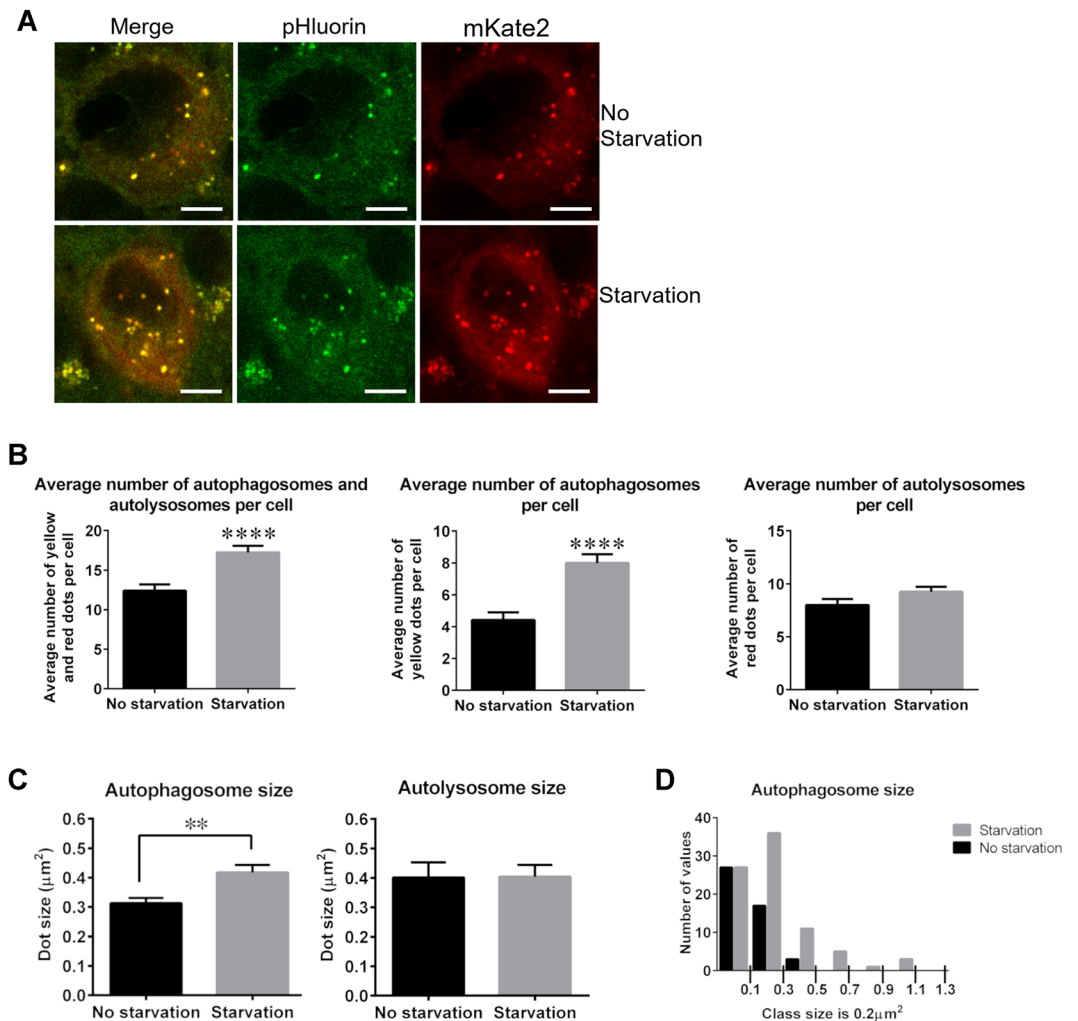 A
Merge
pHluorin
mKate2
No
Starvation
Starvation
B
Average number of autophagosomes and
autolysosomes per cell
Average number of yellow
and red dots per cell
20
15
10
5
0
****
No starvation
Starvation
Average number of autophagosomes
per cell
Average number of
yellow dots per cell
8
6
4
2
0
****
No starvation
Starvation
Average number of autolysosomes
per cell
Average number of
red dots per cell
15
10
5
0
No starvation
Starvation
C
Autophagosome size
Dot size (μm²)
0.6
0.5
0.4
0.3
0.2
0.1
0.0
**
No starvation
Starvation
Autolysosome size
Dot size (μm²)
0.6
0.5
0.4
0.3
0.2
0.1
0.0
No starvation
Starvation
D
Autophagosome size
Number of values
40
30
20
10
0
0.1 0.3 0.5 0.7 0.9 1.1 1.3
Class size is 0.2μm²
Starvation
No starvation